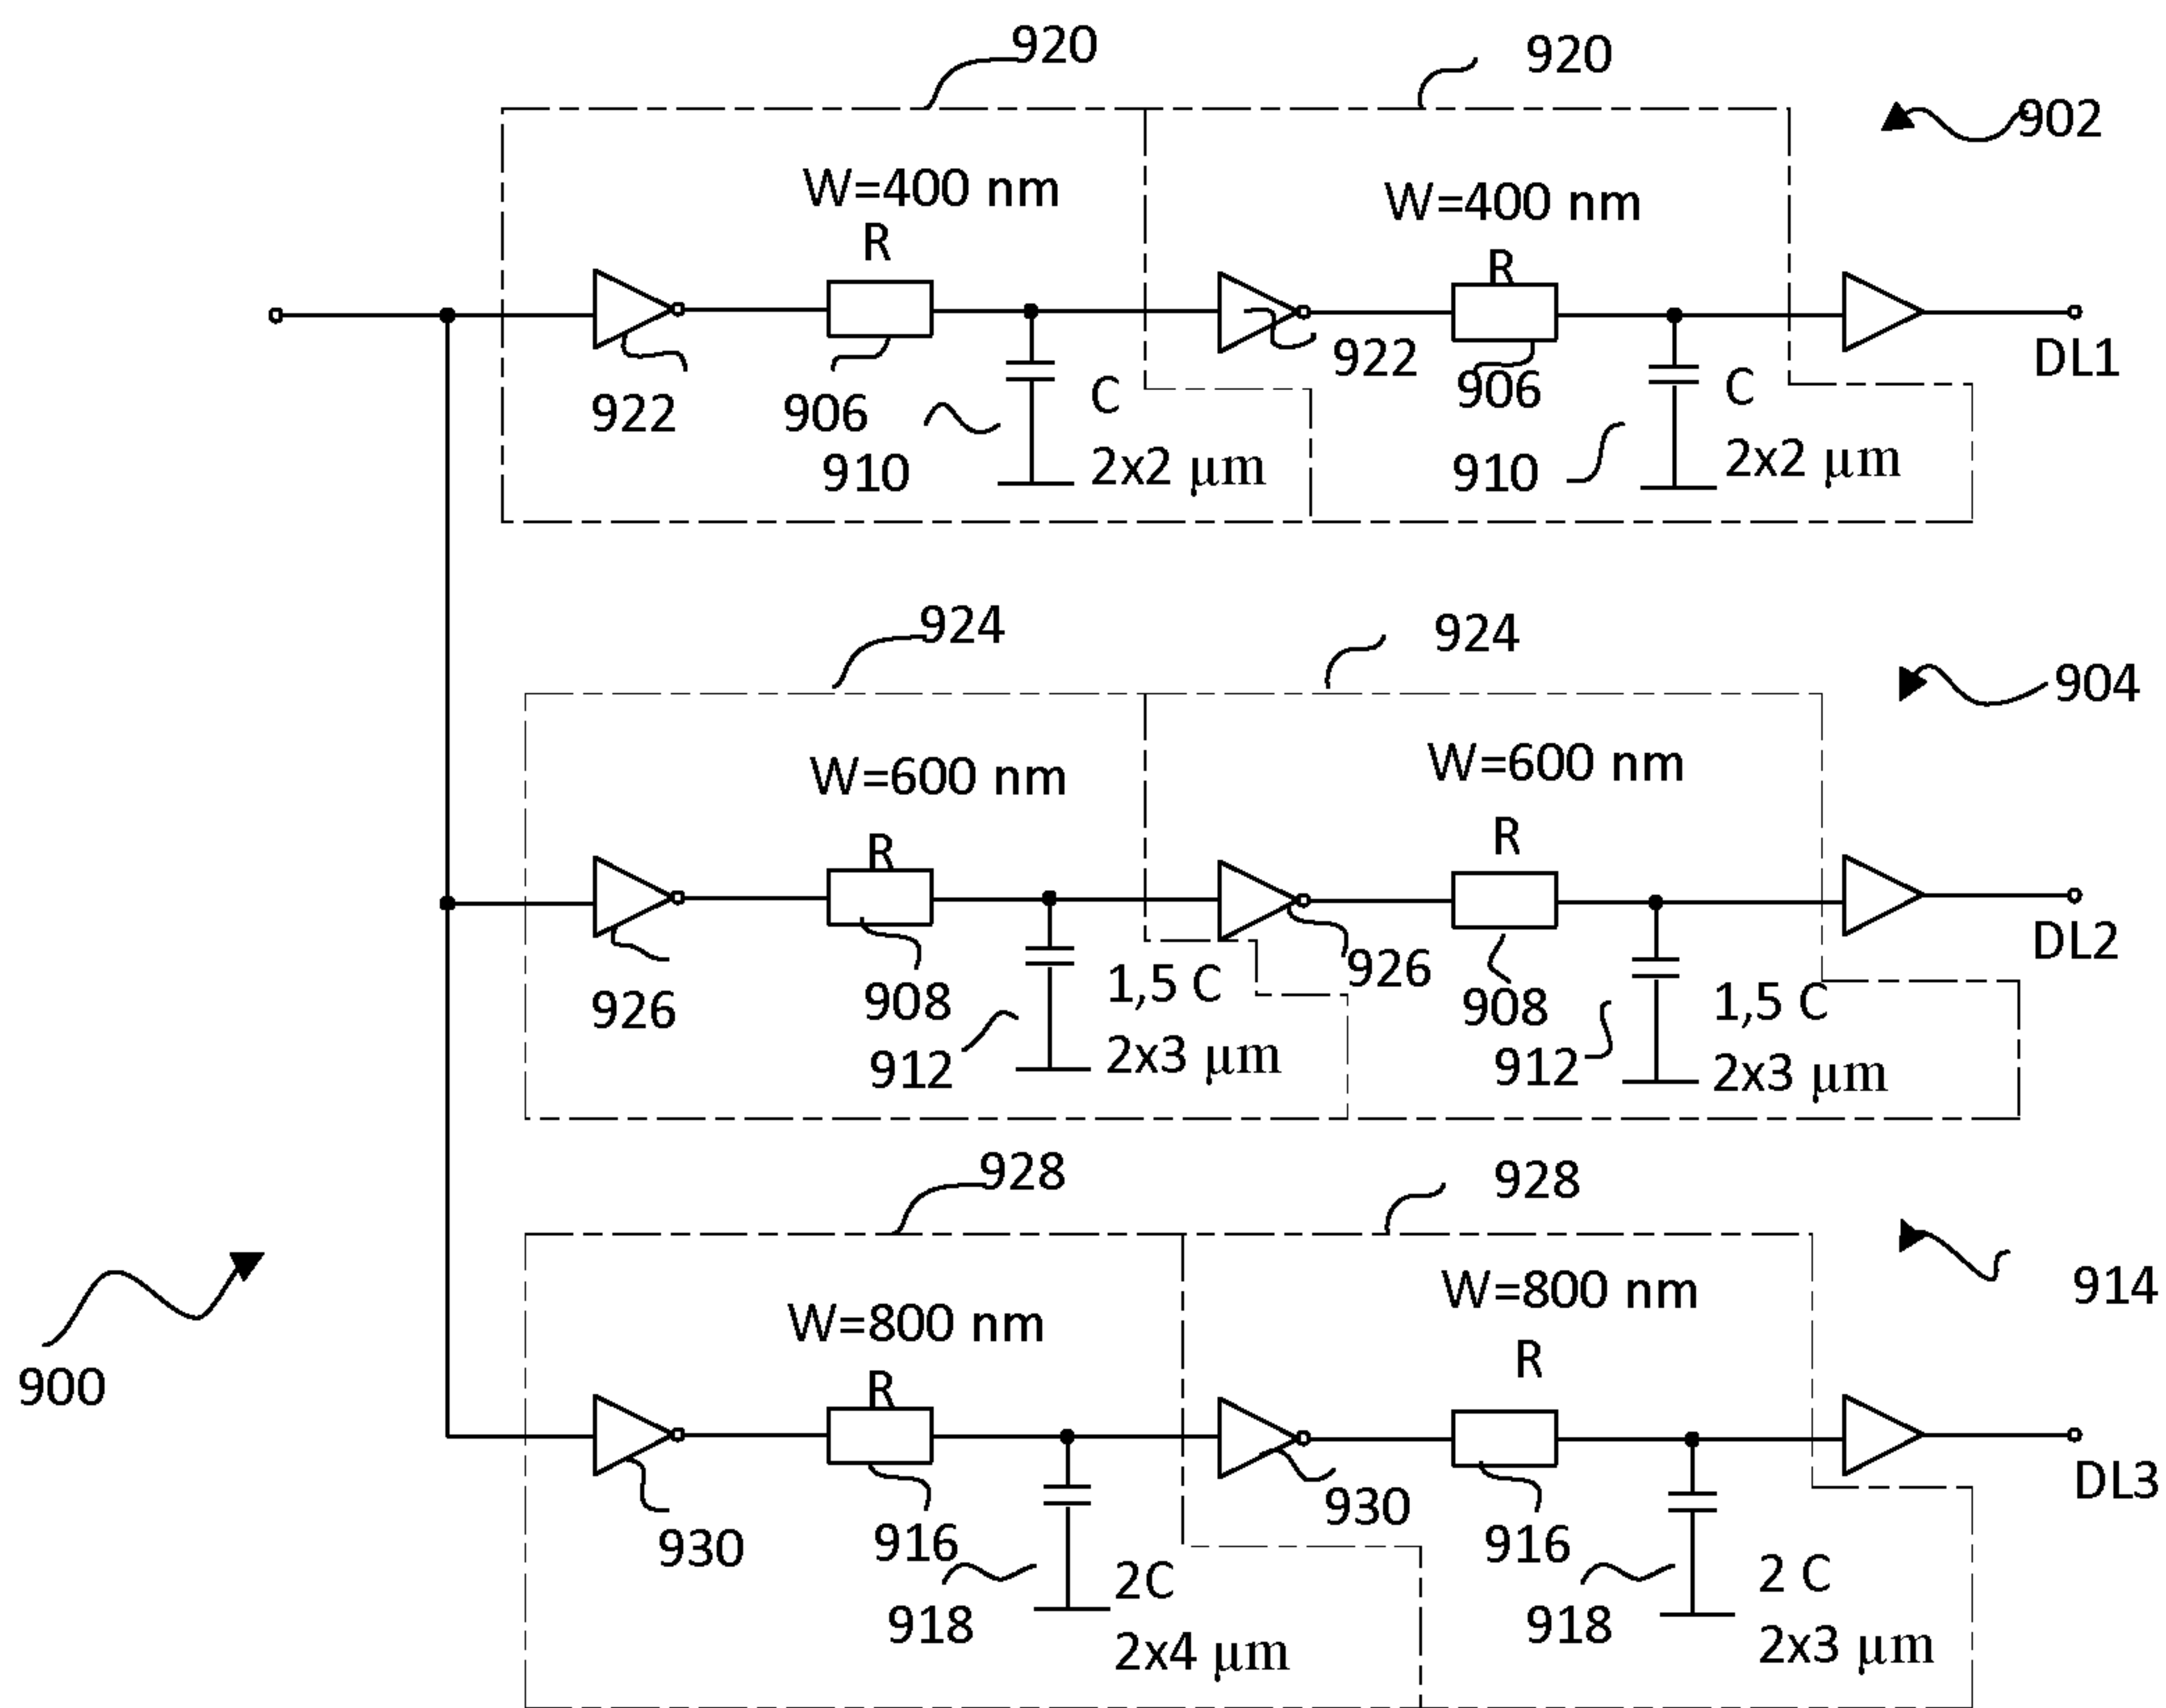 920
920
902
W=400 nm
W=400 nm
R
R
922
906
922
906
DL1
910
C
2x2 μm
910
C
2x2 μm
924
924
904
W=600 nm
W=600 nm
R
R
926
908
926
908
DL2
912
1,5 C
2x3 μm
912
1,5 C
2x3 μm
928
928
914
W=800 nm
W=800 nm
R
R
900
930
916
930
916
DL3
918
2C
2x4 μm
918
2 C
2x3 μm